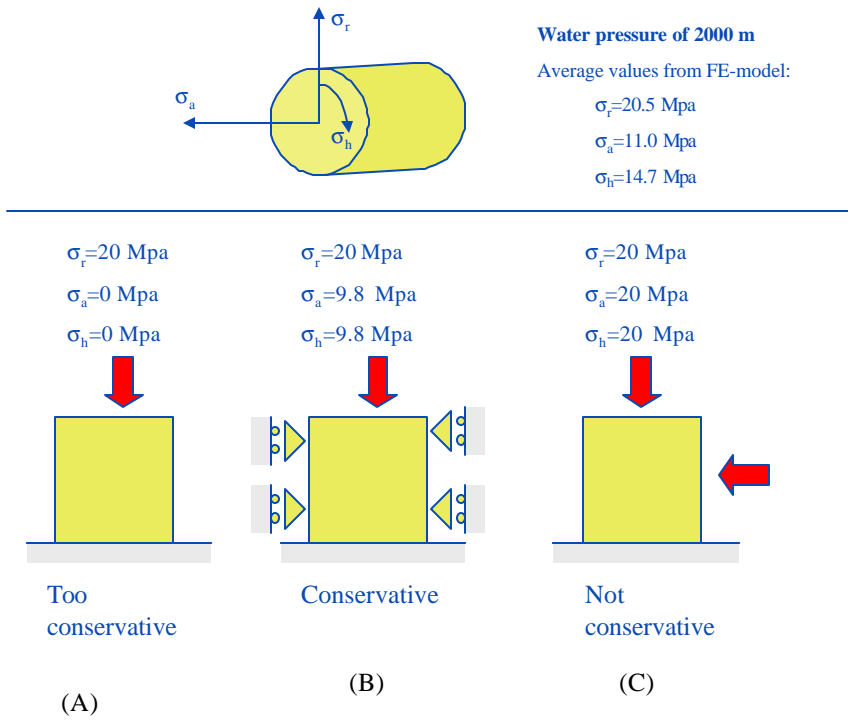 σr
σa
σh
Water pressure of 2000 m
Average values from FE-model:
σr=20.5 Mpa
σa=11.0 Mpa
σh=14.7 Mpa
σr=20 Mpa
σa=0 Mpa
σh=0 Mpa
Too
conservative
(A)
σr=20 Mpa
σa=9.8 Mpa
σh=9.8 Mpa
Conservative
(B)
σr=20 Mpa
σa=20 Mpa
σh=20 Mpa
Not
conservative
(C)